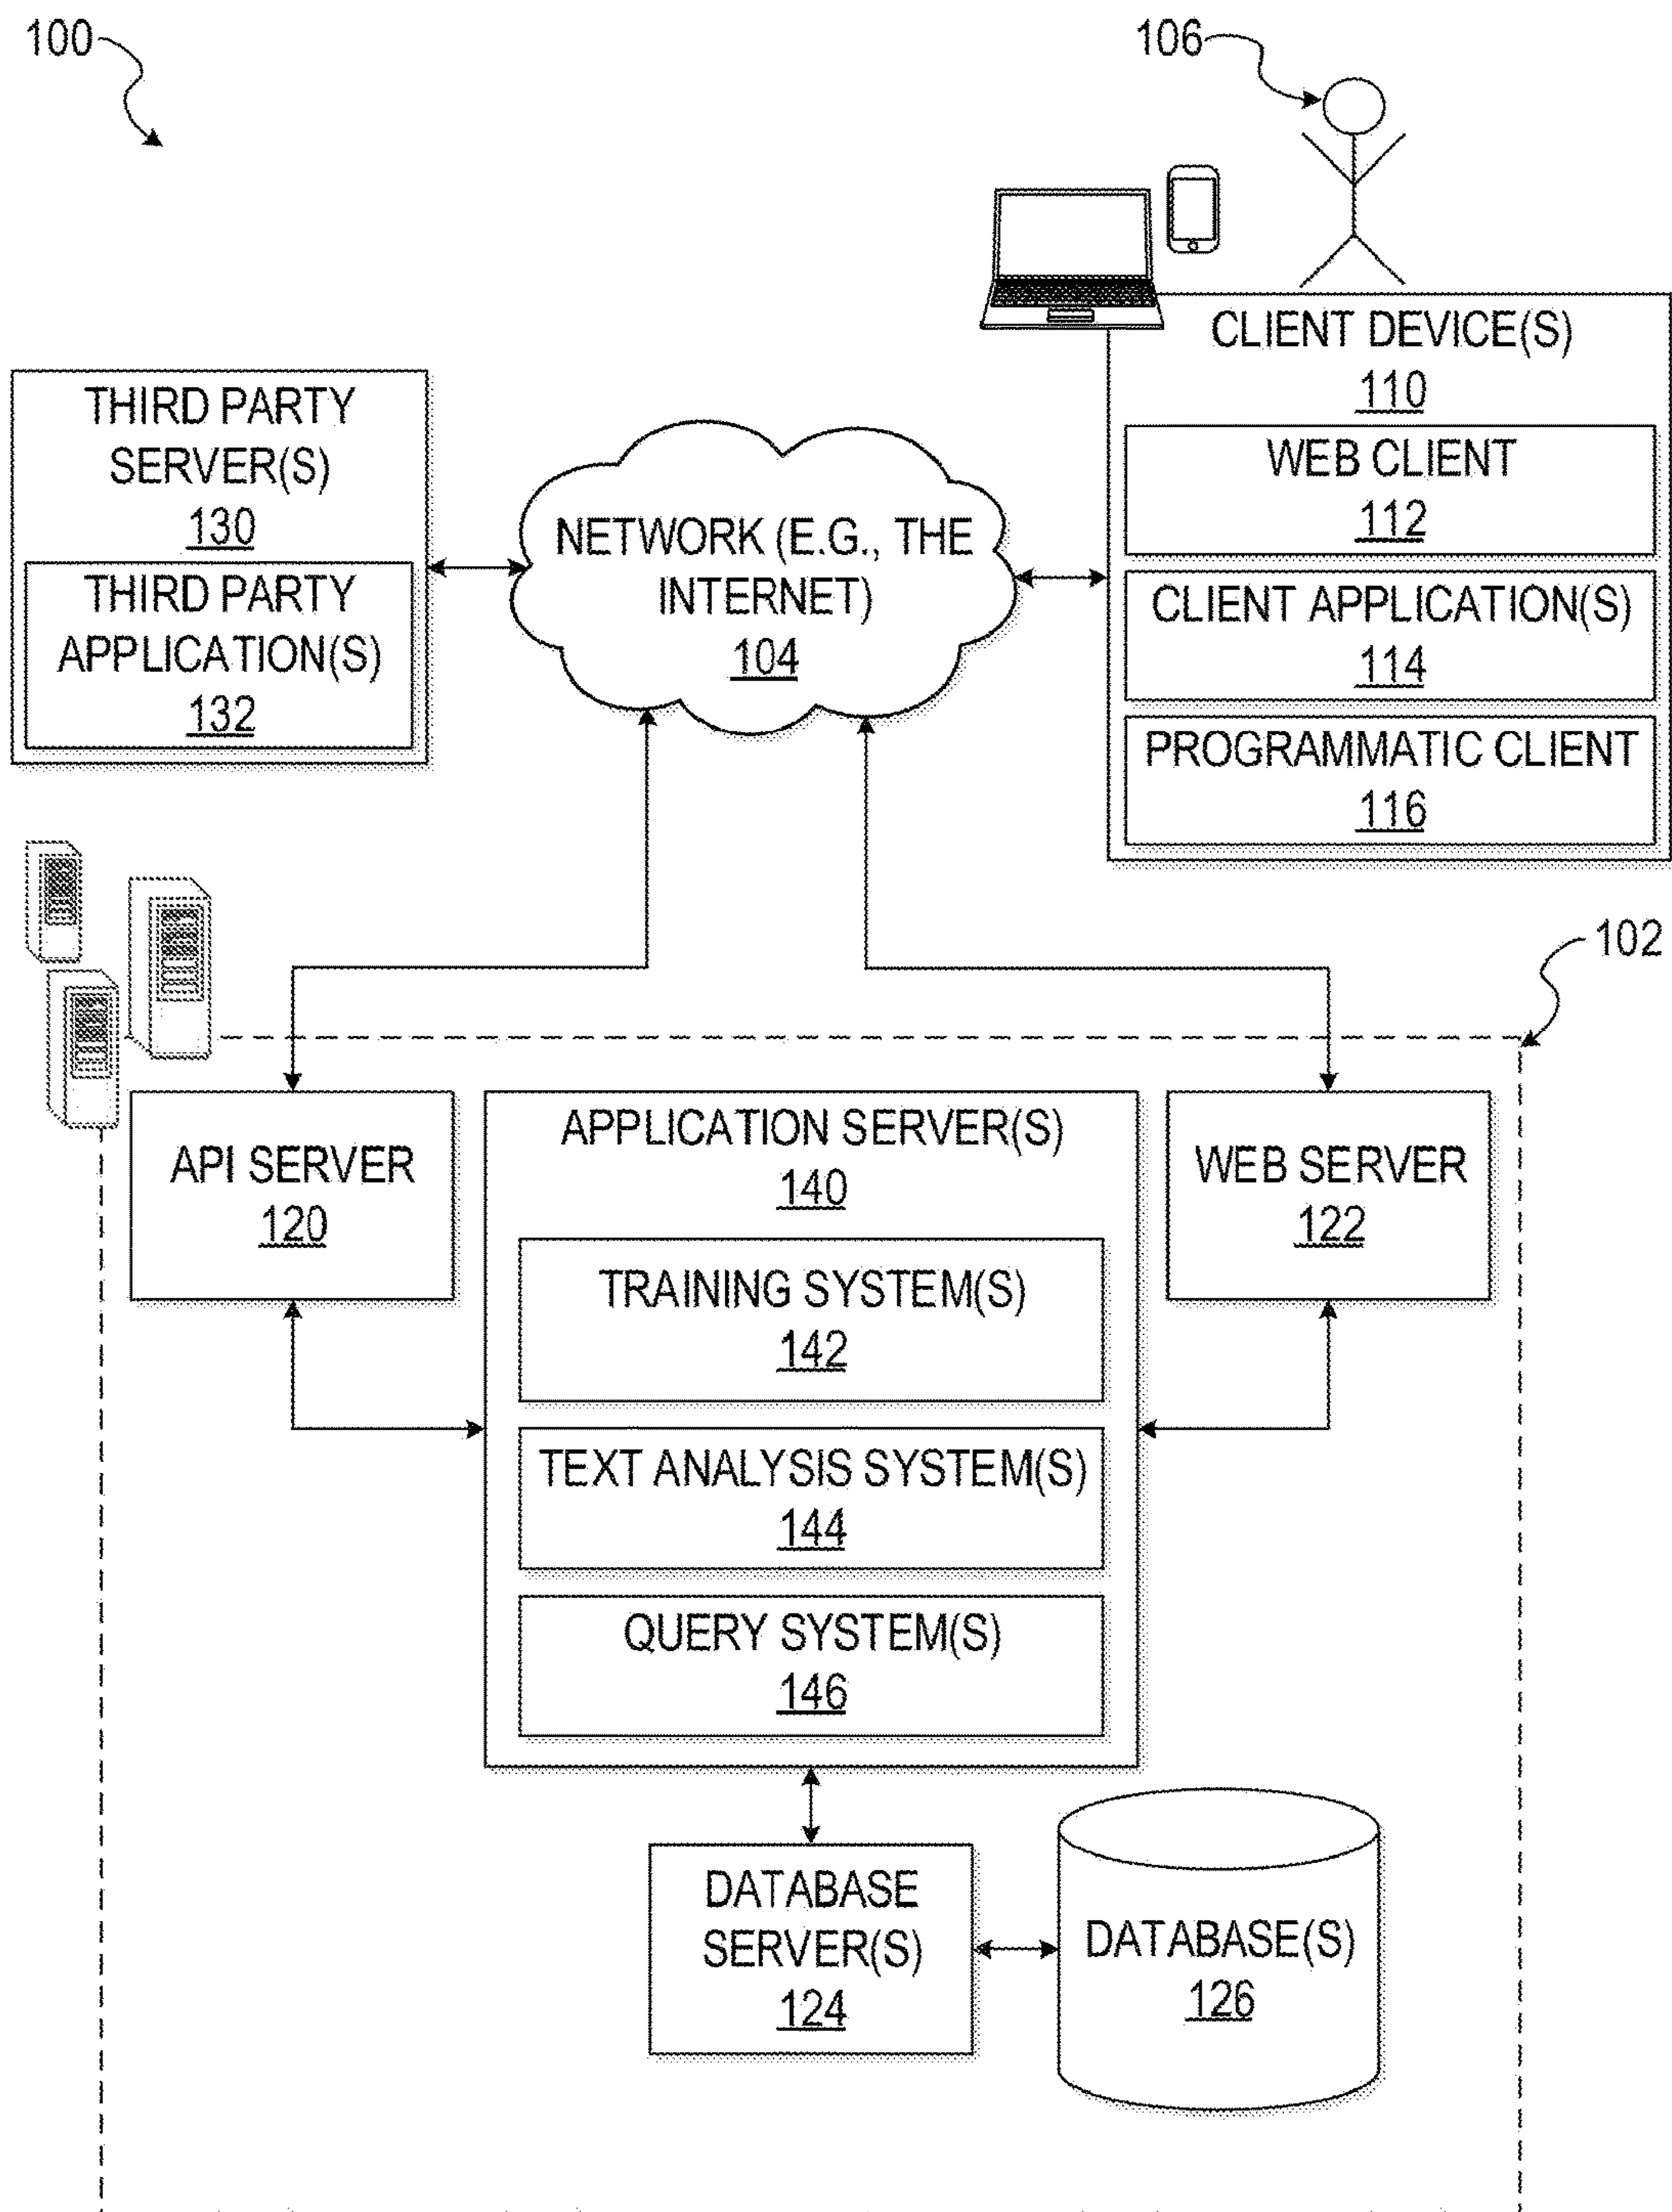 100
106
CLIENT DEVICE(S)
110
WEB CLIENT
112
CLIENT APPLICATION(S)
114
PROGRAMMATIC CLIENT
116
THIRD PARTY
SERVER(S)
130
THIRD PARTY
APPLICATION(S)
132
NETWORK (E.G., THE
INTERNET)
104
102
API SERVER
120
APPLICATION SERVER(S)
140
TRAINING SYSTEM(S)
142
TEXT ANALYSIS SYSTEM(S)
144
QUERY SYSTEM(S)
146
WEB SERVER
122
DATABASE
SERVER(S)
124
DATABASE(S)
126